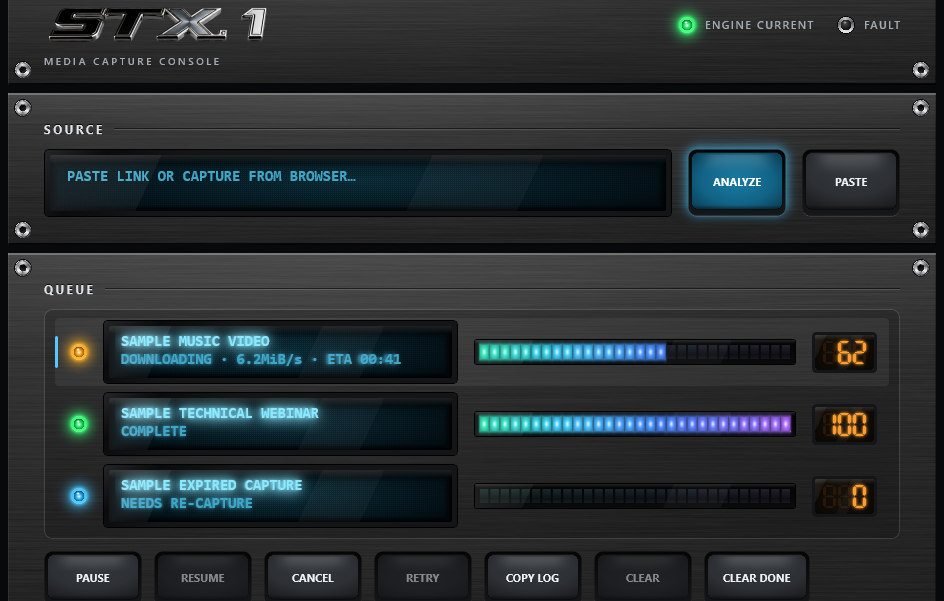 STX.1
ENGINE CURRENT
FAULT
MEDIA CAPTURE CONSOLE
SOURCE
PASTE LINK OR CAPTURE FROM BROWSER…
ANALYZE
PASTE
QUEUE
SAMPLE MUSIC VIDEO
DOWNLOADING · 6.2MiB/s · ETA 00:41
62
SAMPLE TECHNICAL WEBINAR
COMPLETE
100
SAMPLE EXPIRED CAPTURE
NEEDS RE-CAPTURE
0
PAUSE
RESUME
CANCEL
RETRY
COPY LOG
CLEAR
CLEAR DONE